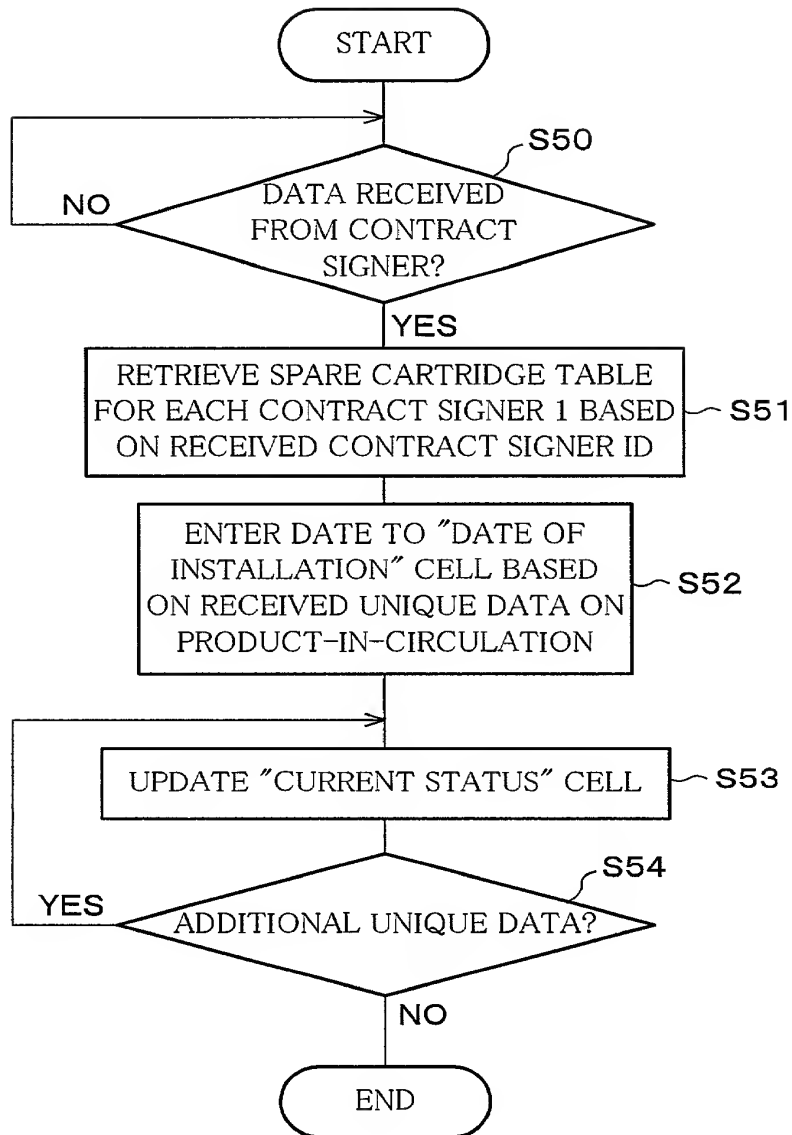 START
S50
NO
DATA RECEIVED
FROM CONTRACT
SIGNER?
YES
RETRIEVE SPARE CARTRIDGE TABLE
FOR EACH CONTRACT SIGNER 1 BASED
ON RECEIVED CONTRACT SIGNER ID
S51
ENTER DATE TO "DATE OF
INSTALLATION" CELL BASED
ON RECEIVED UNIQUE DATA ON
PRODUCT-IN-CIRCULATION
S52
UPDATE "CURRENT STATUS" CELL
S53
S54
YES
ADDITIONAL UNIQUE DATA?
NO
END